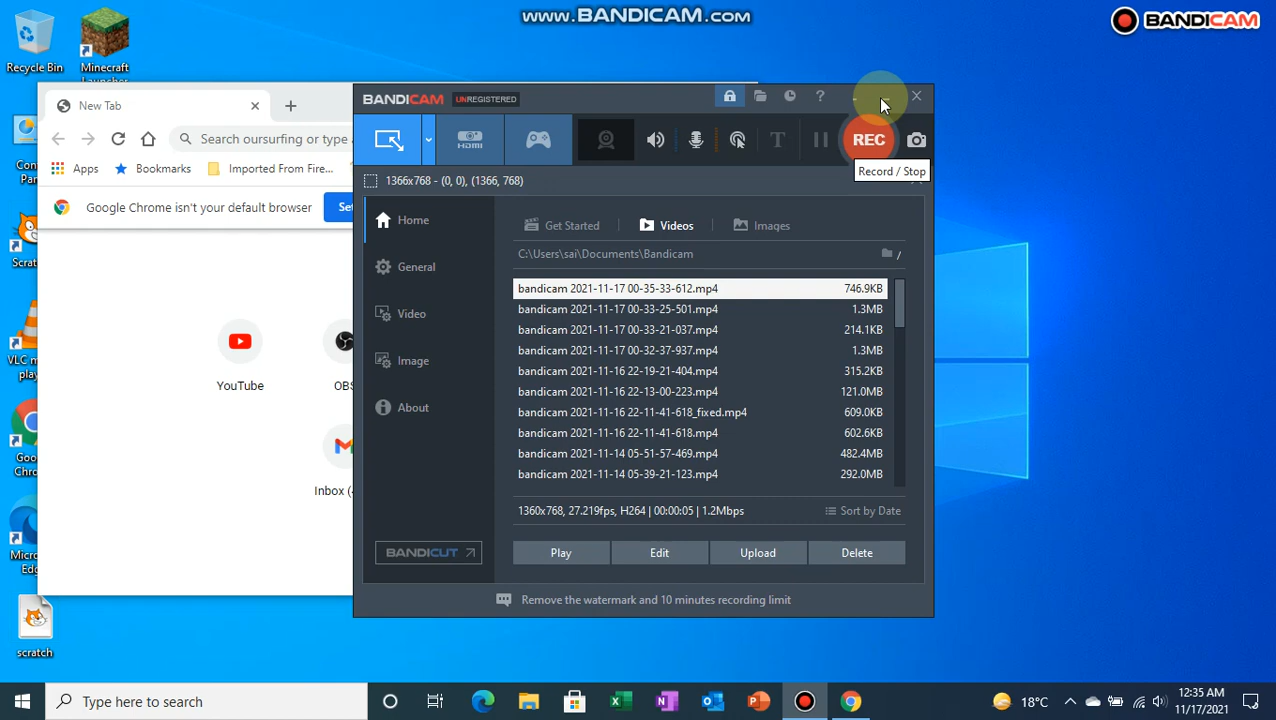 www.BANDICAM.com
BANDICAM
Recycle Bin
Minecraft
Launcher
New Tab
Search oursurfing or type
Apps
Bookmarks
Imported From Fire...
Google Chrome isn't your default browser
YouTube
Scrat
VLC m
play
Goo
Chro
Micro
Ed
scratch
BANDICAM
UNREGISTERED
REC
Record / Stop
1366x768 - (0, 0), (1366, 768)
Home
General
Video
Image
About
BANDICUT
Get Started
Videos
Images
C:\Users\sai\Documents\Bandicam
/
bandicam 2021-11-17 00-35-33-612.mp4 746.9KB
bandicam 2021-11-17 00-33-25-501.mp4 1.3MB
bandicam 2021-11-17 00-33-21-037.mp4 214.1KB
bandicam 2021-11-17 00-32-37-937.mp4 1.3MB
bandicam 2021-11-16 22-19-21-404.mp4 315.2KB
bandicam 2021-11-16 22-13-00-223.mp4 121.0MB
bandicam 2021-11-16 22-11-41-618_fixed.mp4 609.0KB
bandicam 2021-11-16 22-11-41-618.mp4 602.6KB
bandicam 2021-11-14 05-51-57-469.mp4 482.4MB
bandicam 2021-11-14 05-39-21-123.mp4 292.0MB
1360x768, 27.219fps, H264 | 00:00:05 | 1.2Mbps
Sort by Date
Play
Edit
Upload
Delete
Remove the watermark and 10 minutes recording limit
Type here to search
18°C
12:35 AM
11/17/2021